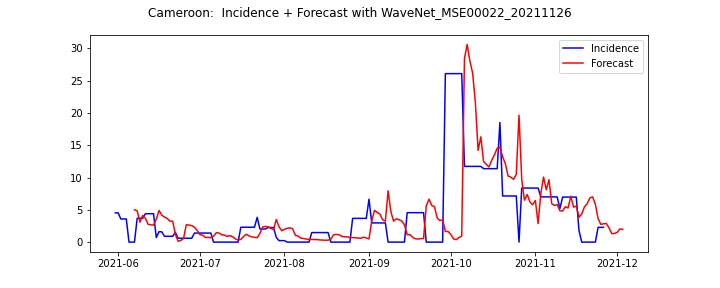 Cameroon:  Incidence + Forecast with WaveNet_MSE00022_20211126
Incidence
Forecast
30
25
20
15
10
5
0
2021-06 2021-07 2021-08 2021-09 2021-10 2021-11 2021-12